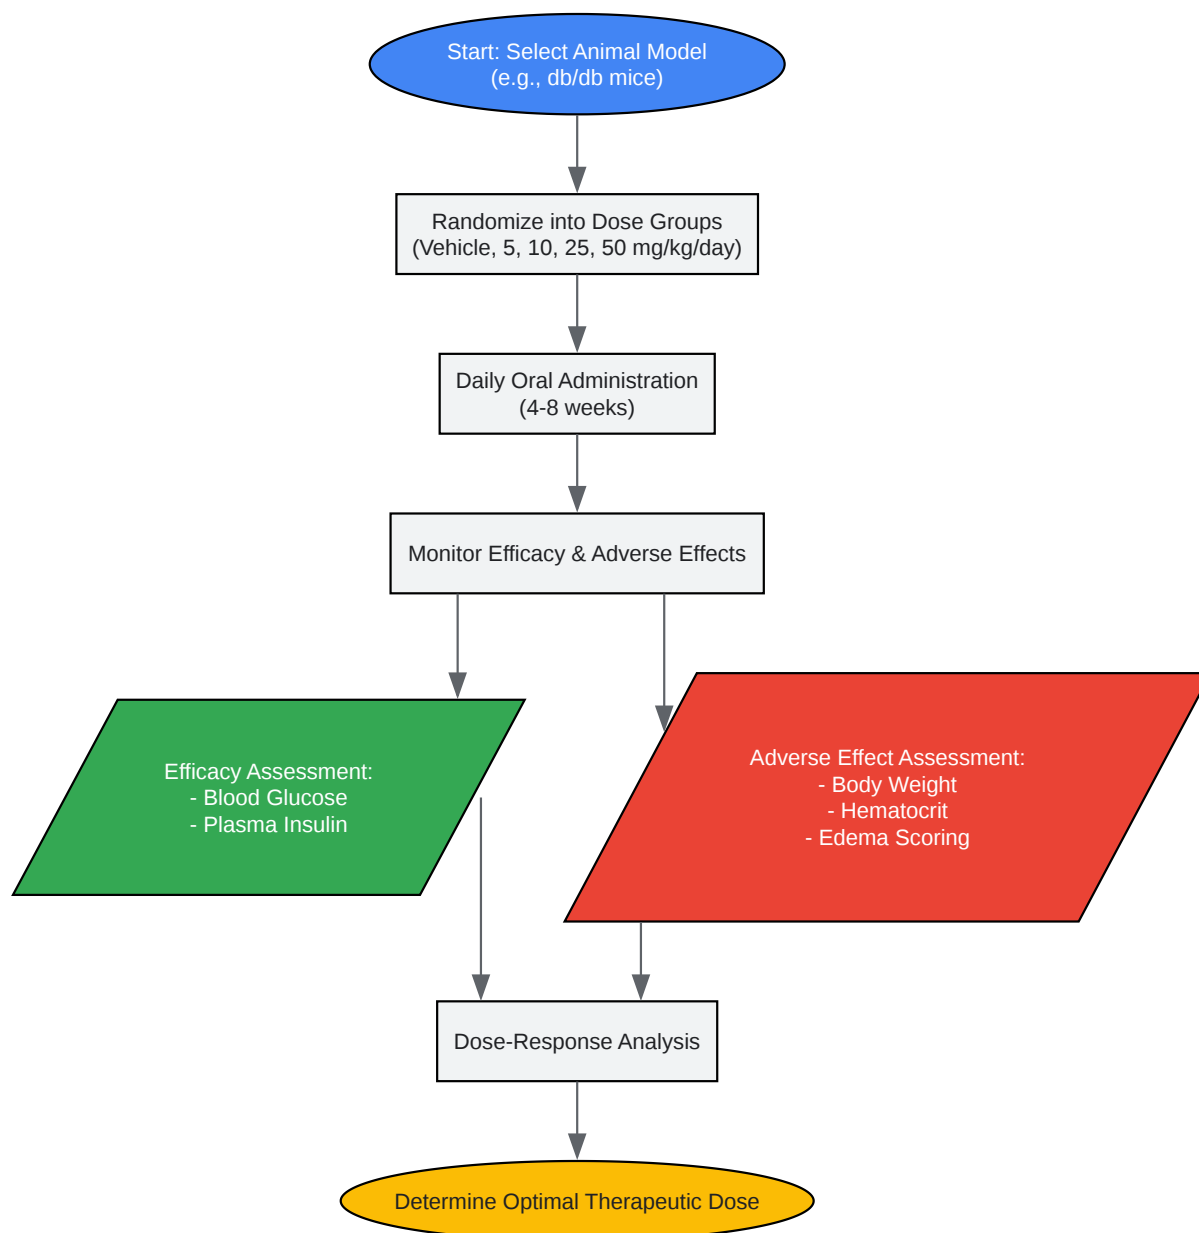 Start: Select Animal Model
(e.g., db/db mice)
Randomize into Dose Groups
(Vehicle, 5, 10, 25, 50 mg/kg/day)
Daily Oral Administration
(4-8 weeks)
Monitor Efficacy & Adverse Effects
Efficacy Assessment:
- Blood Glucose
- Plasma Insulin
Adverse Effect Assessment:
- Body Weight
- Hematocrit
- Edema Scoring
Dose-Response Analysis
Determine Optimal Therapeutic Dose